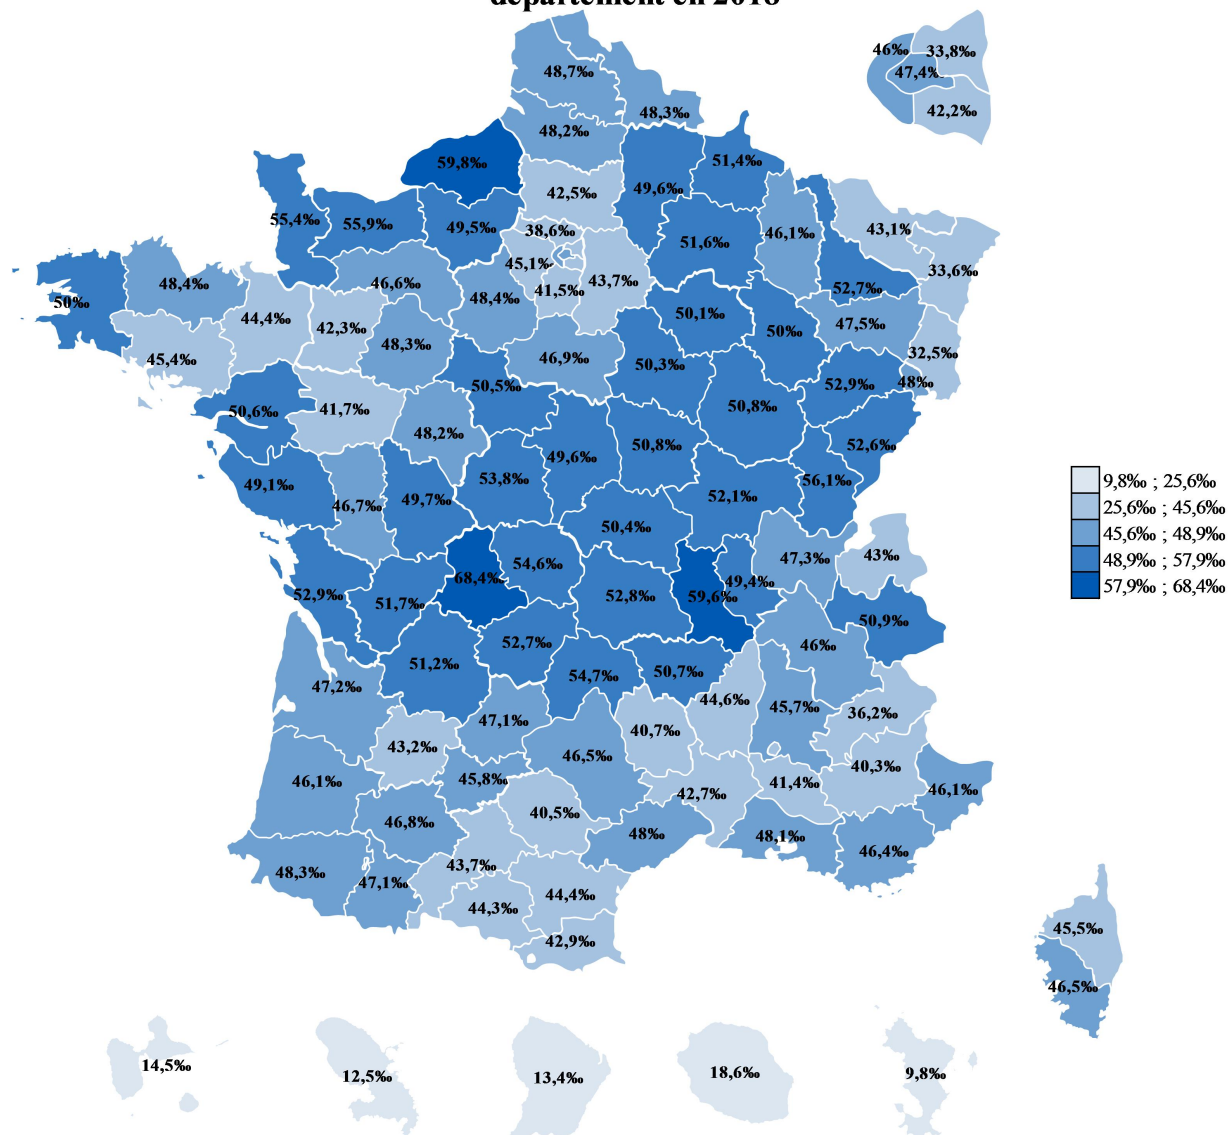 département en 2018
46‰ 33,8‰
47,4‰
48,7‰
42,2‰
48,3‰
48,2‰
59,8‰ 51,4‰
42,5‰ 49,6‰
55,4‰ 55,9‰ 49,5‰ 38,6‰ 51,6‰ 46,1‰ 43,1‰
45,1‰ 33,6‰
48,4‰ 46,6‰ 41,5‰ 43,7‰ 52,7‰
50‰ 48,4‰
44,4‰ 42,3‰ 50,1‰ 50‰ 47,5‰
45,4‰ 48,3‰ 46,9‰ 50,3‰ 32,5‰
50,5‰ 52,9‰ 48‰
50,6‰ 41,7‰ 50,8‰
48,2‰ 49,6‰ 50,8‰ 52,6‰
49,1‰ 46,7‰ 49,7‰ 53,8‰ 52,1‰ 56,1‰
9,8‰ ; 25,6‰
25,6‰ ; 45,6‰
45,6‰ ; 48,9‰
48,9‰ ; 57,9‰
57,9‰ ; 68,4‰
50,4‰
54,6‰ 47,3‰ 43‰
52,9‰ 51,7‰ 68,4‰ 52,8‰ 59,6‰ 49,4‰
50,9‰
51,2‰ 52,7‰ 46‰
47,2‰ 54,7‰ 50,7‰
44,6‰ 45,7‰ 36,2‰
43,2‰ 47,1‰ 40,7‰
46,1‰ 45,8‰ 46,5‰ 42,7‰ 41,4‰ 40,3‰ 46,1‰
46,8‰ 40,5‰ 48‰ 48,1‰ 46,4‰
48,3‰ 47,1‰ 43,7‰
44,3‰ 44,4‰
42,9‰ 45,5‰
46,5‰
14,5‰ 12,5‰ 13,4‰ 18,6‰ 9,8‰